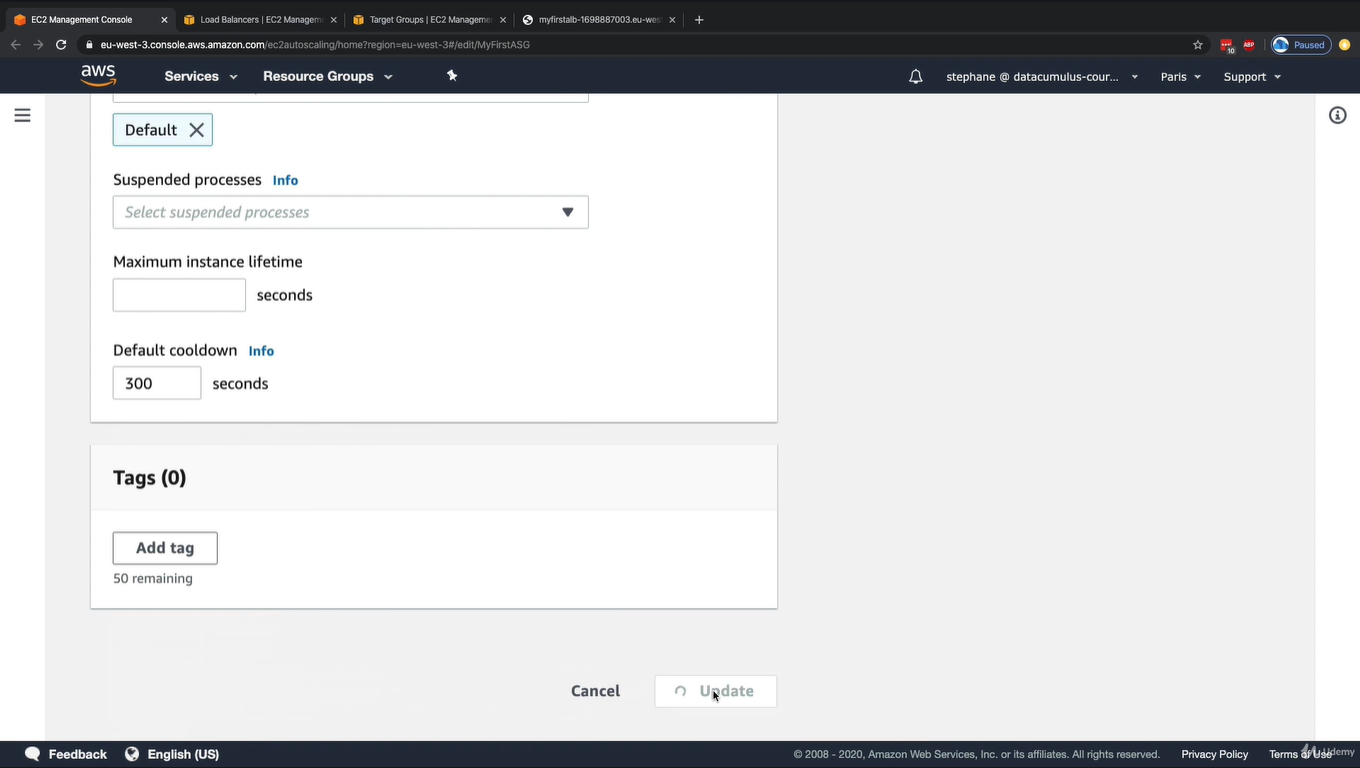 EC2 Management Console
Load Balancers | EC2 Managem
Target Groups | EC2 Manageme
myfirstalb-1698887003.eu-wes
eu-west-3.console.aws.amazon.com/ec2autoscaling/home?region=eu-west-3#/edit/MyFirstASG
10
ABP
Paused
aws
Services
Resource Groups
stephane @ datacumulus-cour...
Paris
Support
Default
Suspended processes Info
Select suspended processes
Maximum instance lifetime
seconds
Default cooldown Info
300 seconds
Tags (0)
Add tag
50 remaining
Cancel
Update
Feedback
English (US)
© 2008 - 2020, Amazon Web Services, Inc. or its affiliates. All rights reserved.
Privacy Policy
Terms of Use
Udemy